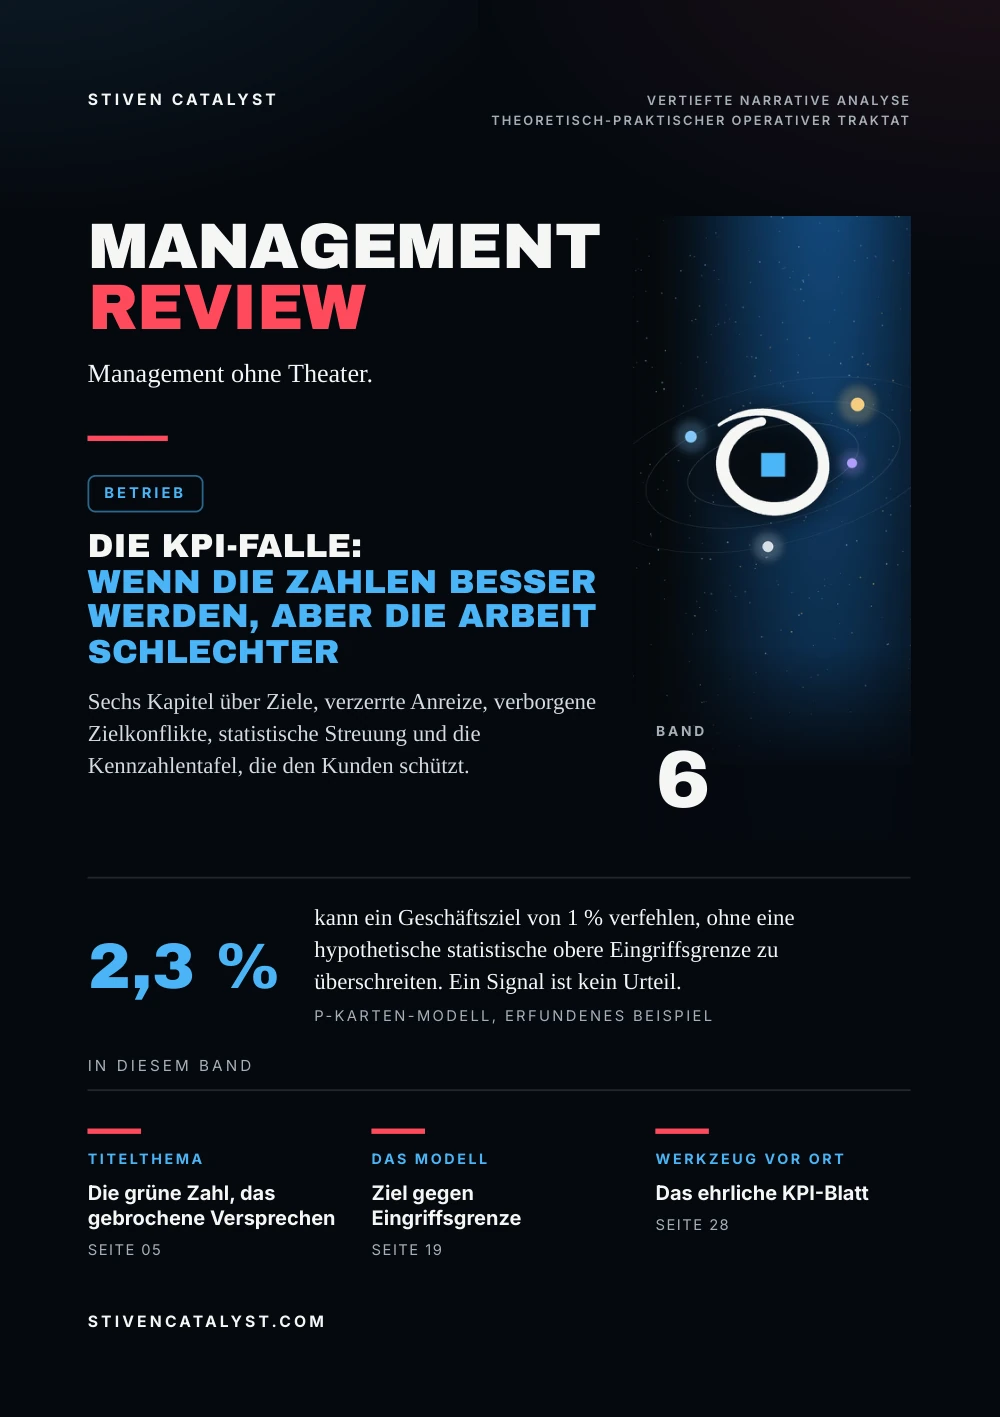 STIVEN CATALYST
VERTIEFTE NARRATIVE ANALYSE
THEORETISCH-PRAKTISCHER OPERATIVER TRAKTAT
MANAGEMENT
REVIEW
Management ohne Theater.
BETRIEB
DIE KPI-FALLE:
WENN DIE ZAHLEN BESSER
WERDEN, ABER DIE ARBEIT
SCHLECHTER
Sechs Kapitel über Ziele, verzerrte Anreize, verborgene
Zielkonflikte, statistische Streuung und die
Kennzahlentafel, die den Kunden schützt.
BAND
6
2,3 %
kann ein Geschäftsziel von 1 % verfehlen, ohne eine
hypothetische statistische obere Eingriffsgrenze zu
überschreiten. Ein Signal ist kein Urteil.
P-KARTEN-MODELL, ERFUNDENES BEISPIEL
IN DIESEM BAND
TITELTHEMA
Die grüne Zahl, das
gebrochene Versprechen
SEITE 05
DAS MODELL
Ziel gegen
Eingriffsgrenze
SEITE 19
WERKZEUG VOR ORT
Das ehrliche KPI-Blatt
SEITE 28
STIVENCATALYST.COM